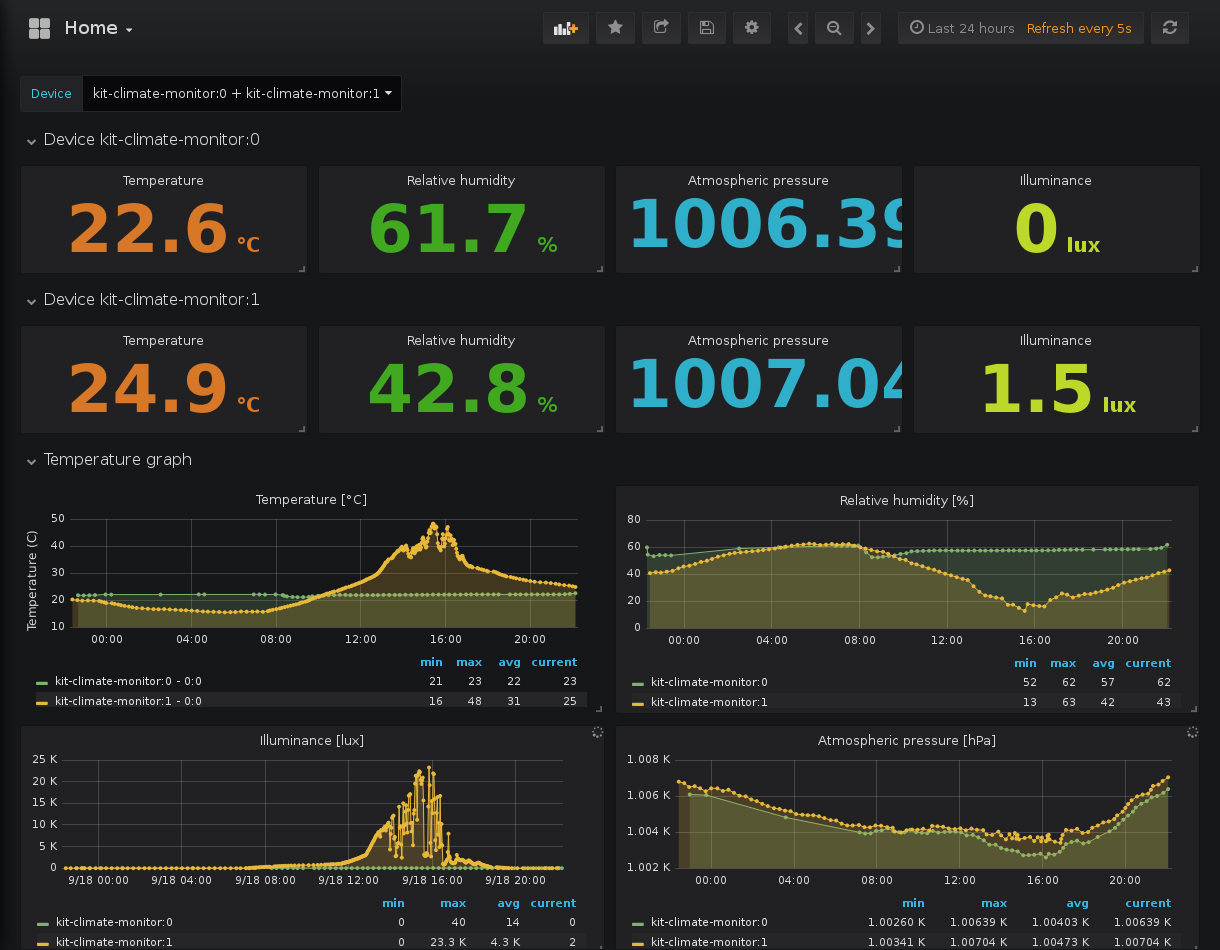 Home
Last 24 hours Refresh every 5s
Device kit-climate-monitor:0 + kit-climate-monitor:1
Device kit-climate-monitor:0
Temperature Relative humidity Atmospheric pressure Illuminance
22.6 °C 61.7 % 1006.39 0 lux
Device kit-climate-monitor:1
Temperature Relative humidity Atmospheric pressure Illuminance
24.9 °C 42.8 % 1007.04 1.5 lux
Temperature graph
Temperature [°C]
Temperature (C)
50
40
30
20
10
00:00 04:00 08:00 12:00 16:00 20:00
min max avg current
kit-climate-monitor:0 - 0:0 21 23 22 23
kit-climate-monitor:1 - 0:0 16 48 31 25
Relative humidity [%]
80
60
40
20
0
00:00 04:00 08:00 12:00 16:00 20:00
min max avg current
kit-climate-monitor:0 52 62 57 62
kit-climate-monitor:1 13 63 42 43
Illuminance [lux]
25 K
20 K
15 K
10 K
5 K
0
9/18 00:00 9/18 04:00 9/18 08:00 9/18 12:00 9/18 16:00 9/18 20:00
min max avg current
kit-climate-monitor:0 0 40 14 0
kit-climate-monitor:1 0 23.3 K 4.3 K 2
Atmospheric pressure [hPa]
1.008 K
1.006 K
1.004 K
1.002 K
00:00 04:00 08:00 12:00 16:00 20:00
min max avg current
kit-climate-monitor:0 1.00260 K 1.00639 K 1.00403 K 1.00639 K
kit-climate-monitor:1 1.00341 K 1.00704 K 1.00473 K 1.00704 K